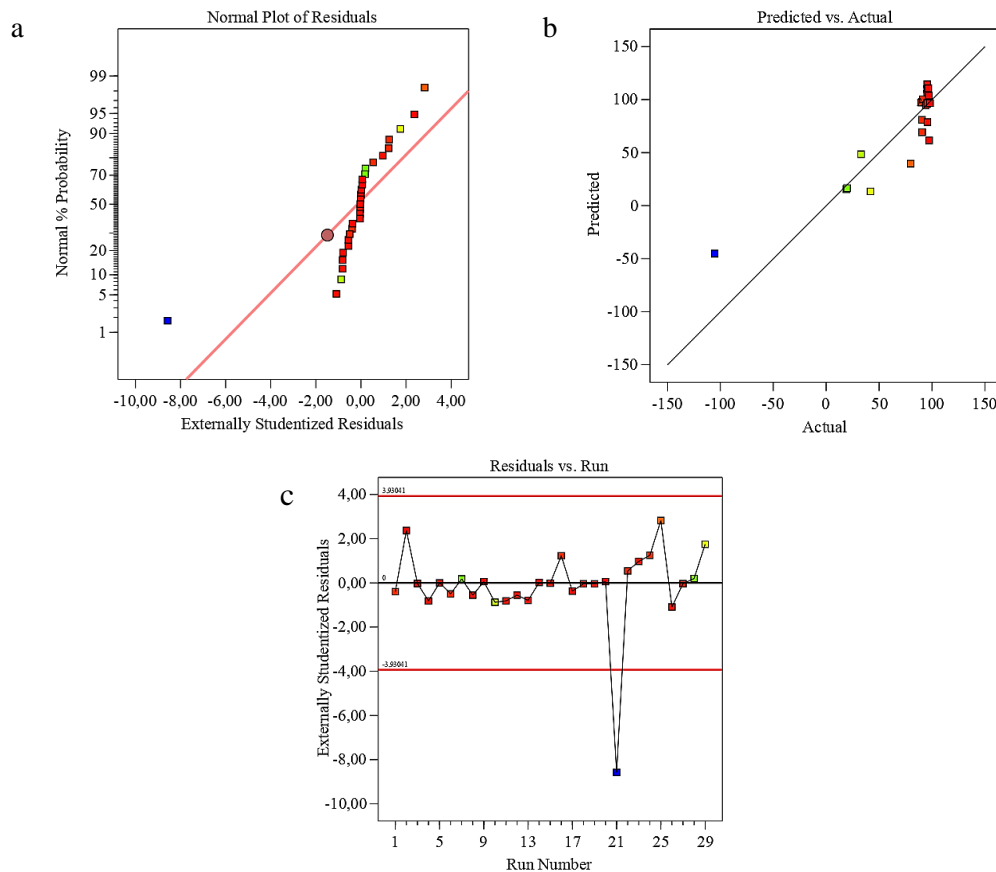 a
Normal Plot of Residuals
Normal % Probability
99
95
90
70
50
20
10
5
1
-10,00 -8,00 -6,00 -4,00 -2,00 0,00 2,00 4,00
Externally Studentized Residuals
b
Predicted vs. Actual
Predicted
150
100
50
0
-50
-100
-150
-150 -100 -50 0 50 100 150
Actual
c
Residuals vs. Run
Externally Studentized Residuals
4,00
2,00
0,00
-2,00
-4,00
-6,00
-8,00
-10,00
3.93041
0
-3.93041
1 5 9 13 17 21 25 29
Run Number